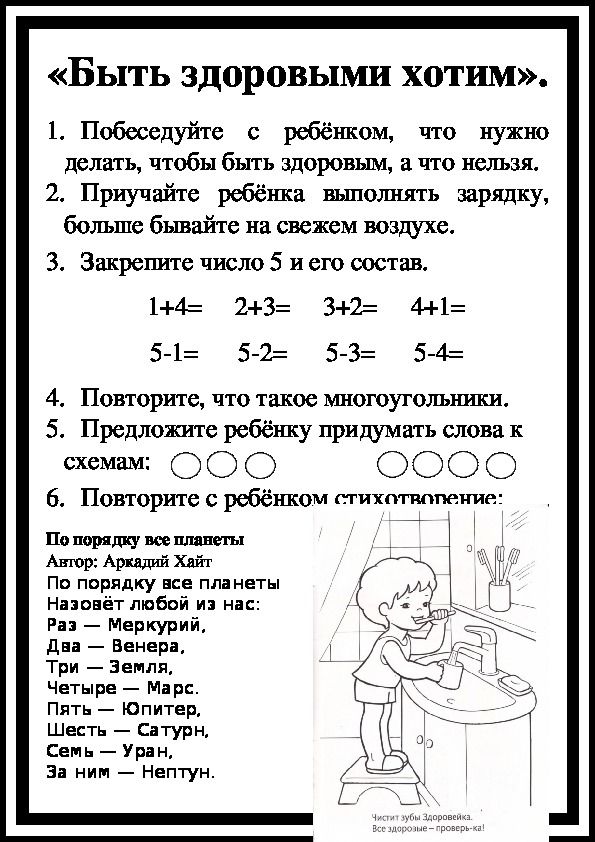 «Быть здоровыми хотим».
1. Побеседуйте с ребёнком, что нужно
делать, чтобы быть здоровым, а что нельзя.
2. Приучайте ребёнка выполнять зарядку,
больше бывайте на свежем воздухе.
3. Закрепите число 5 и его состав.
1+4= 2+3= 3+2= 4+1=
5-1= 5-2= 5-3= 5-4=
4. Повторите, что такое многоугольники.
5. Предложите ребёнку придумать слова к
схемам:
6. Повторите с ребёнком стихотворение:
По порядку все планеты
Автор: Аркадий Хайт
По порядку все планеты
Назовёт любой из нас:
Раз — Меркурий,
Два — Венера,
Три — Земля,
Четыре — Марс.
Пять — Юпитер,
Шесть — Сатурн,
Семь — Уран,
За ним — Нептун.
Чистит зубы Здоровейка.
Все здоровые – проверь-ка!